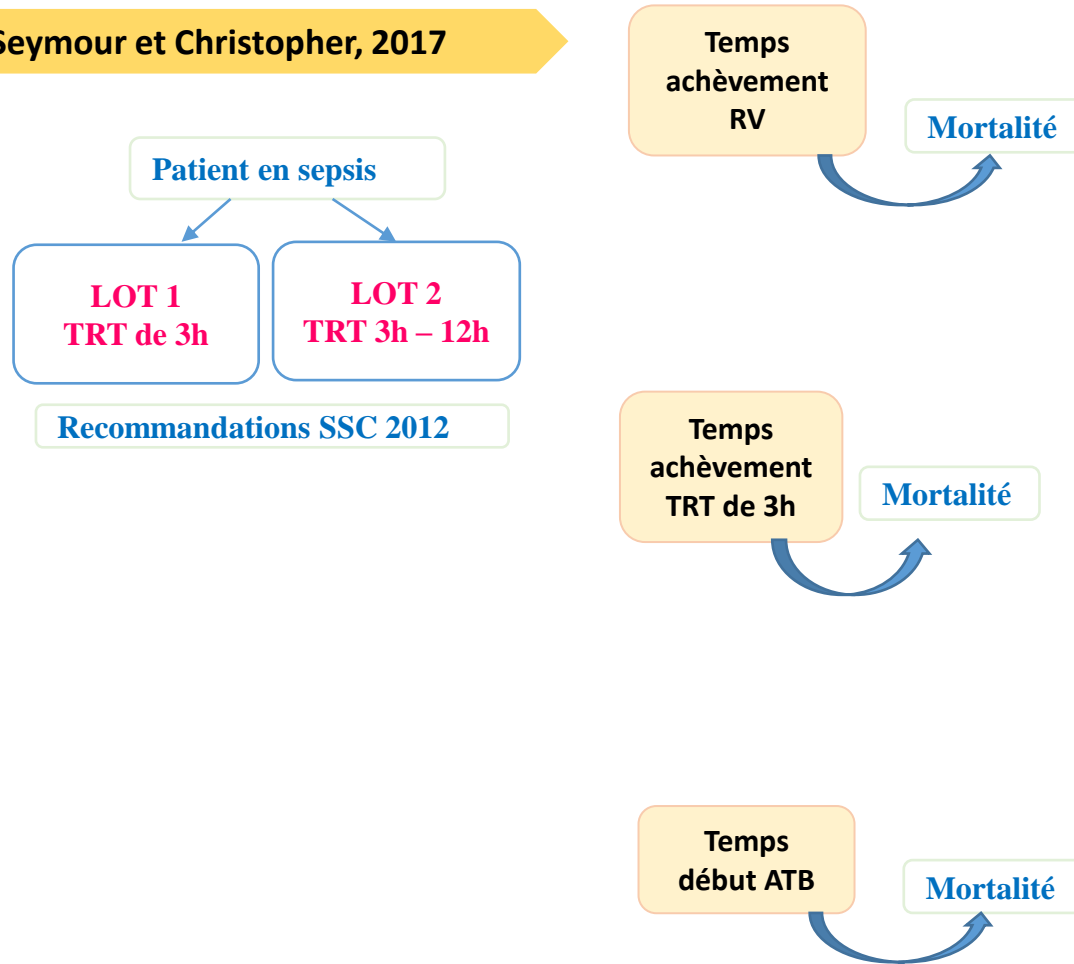 Seymour et Christopher, 2017
Patient en sepsis
LOT 1
TRT de 3h
LOT 2
TRT 3h – 12h
Recommandations SSC 2012
Temps
achèvement
RV
Mortalité
Temps
achèvement
TRT de 3h
Mortalité
Temps
début ATB
Mortalité